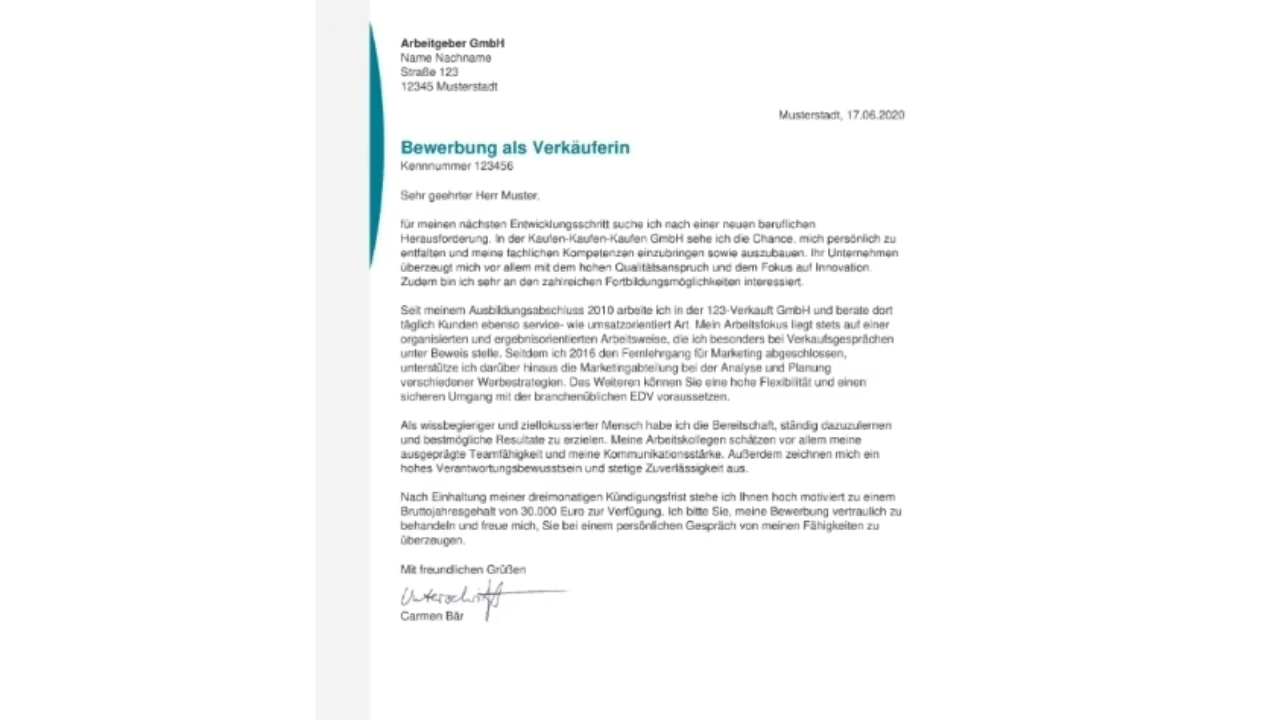 Arbeitgeber GmbH
Name Nachname
Straße 123
12345 Musterstadt
Musterstadt, 17.06.2020
Bewerbung als Verkäuferin
Kennnummer 123456
Sehr geehrter Herr Muster,
für meinen nächsten Entwicklungsschritt suche ich nach einer neuen beruflichen
Herausforderung. In der Kaufen-Kaufen-Kaufen GmbH sehe ich die Chance, mich persönlich zu
entfalten und meine fachlichen Kompetenzen einzubringen sowie auszubauen. Ihr Unternehmen
überzeugt mich vor allem mit dem hohen Qualitätsanspruch und dem Fokus auf Innovation.
Zudem bin ich sehr an den zahlreichen Fortbildungsmöglichkeiten interessiert.
Seit meinem Ausbildungsabschluss 2010 arbeite ich in der 123-Verkauft GmbH und berate dort
täglich Kunden ebenso service- wie umsatzorientiert Art. Mein Arbeitsfokus liegt stets auf einer
organisierten und ergebnisorientierten Arbeitsweise, die ich besonders bei Verkaufsgesprächen
unter Beweis stelle. Seitdem ich 2016 den Fernlehrgang für Marketing abgeschlossen,
unterstütze ich darüber hinaus die Marketingabteilung bei der Analyse und Planung
verschiedener Werbestrategien. Des Weiteren können Sie eine hohe Flexibilität und einen
sicheren Umgang mit der branchenüblichen EDV voraussetzen.
Als wissbegieriger und zielfokussierter Mensch habe ich die Bereitschaft, ständig dazuzulernen
und bestmögliche Resultate zu erzielen. Meine Arbeitskollegen schätzen vor allem meine
ausgeprägte Teamfähigkeit und meine Kommunikationsstärke. Außerdem zeichnen mich ein
hohes Verantwortungsbewusstsein und stetige Zuverlässigkeit aus.
Nach Einhaltung meiner dreimonatigen Kündigungsfrist stehe ich Ihnen hoch motiviert zu einem
Bruttojahresgehalt von 30.000 Euro zur Verfügung. Ich bitte Sie, meine Bewerbung vertraulich zu
behandeln und freue mich, Sie bei einem persönlichen Gespräch von meinen Fähigkeiten zu
überzeugen.
Mit freundlichen Grüßen
Unterschrift
Carmen Bär